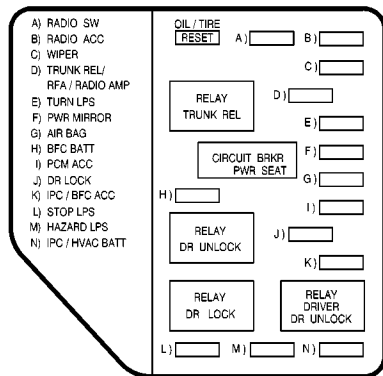 A) RADIO SW
B) RADIO ACC
C) WIPER
D) TRUNK REL/
RFA / RADIO AMP
E) TURN LPS
F) PWR MIRROR
G) AIR BAG
H) BFC BATT
I) PCM ACC
J) DR LOCK
K) IPC / BFC ACC
L) STOP LPS
M) HAZARD LPS
N) IPC / HVAC BATT
OIL / TIRE
RESET
A)
B)
C)
D)
RELAY
TRUNK REL
E)
F)
CIRCUIT BRKR
PWR SEAT
G)
H)
I)
RELAY
DR UNLOCK
J)
K)
RELAY
DR LOCK
RELAY
DRIVER
DR UNLOCK
L)
M)
N)